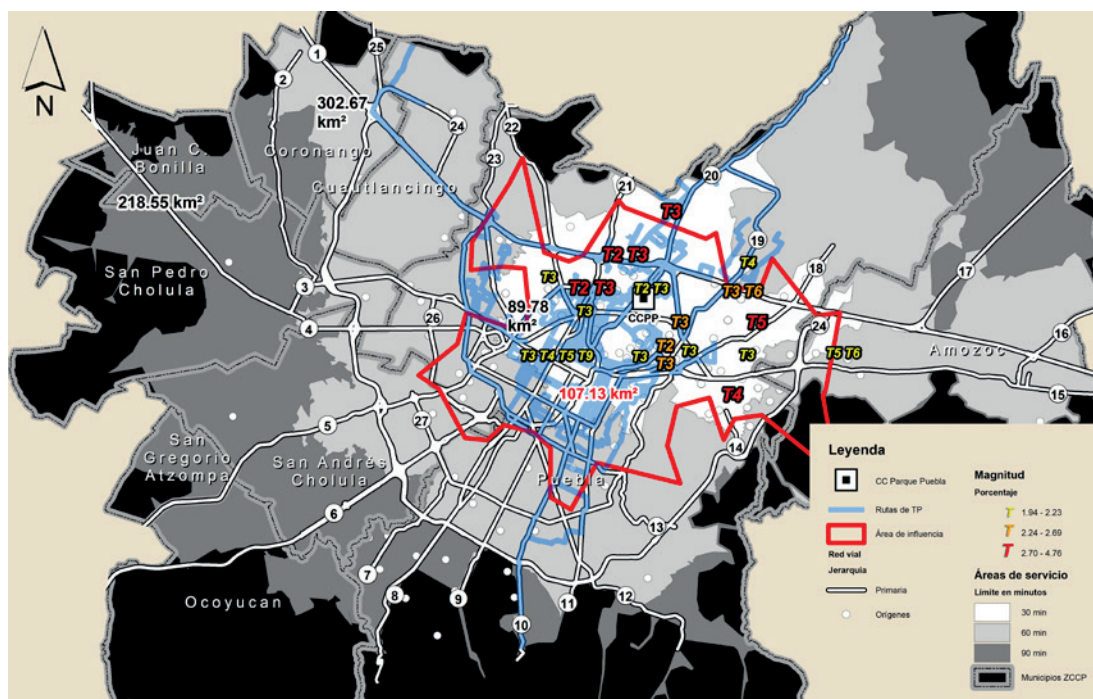 N
1
25
2
302.67
km²
24
22
23
Juan C.
Bonilla
Coronango
Cuautlancingo
21
20
218.55 km²
T3
19
T2 T3
T4
18
17
San Pedro
Cholula
T3
T2 T3
T2 T3
T3 T6
3
89.78
km²
CCPP
T3
T3
T5
24
4
26
16
T2
T3 T4 T5 T9
T3
T3
T3
T3
T5 T6
Amozoc
107.13 km²
T4
15
27
5
14
San
Gregorio
Atzompa
San Andrés
Cholula
Puebla
6
13
7
8
9
10
11
12
Ocoyucan
Leyenda
CC Parque Puebla
Rutas de TP
Área de influencia
Red vial
Jerarquia
Primaria
Orígenes
Magnitud
Porcentaje
T 1.94 - 2.23
T 2.24 - 2.69
T 2.70 - 4.76
Áreas de servicio
Limite en minutos
30 min
60 min
90 min
Municipios ZCCP